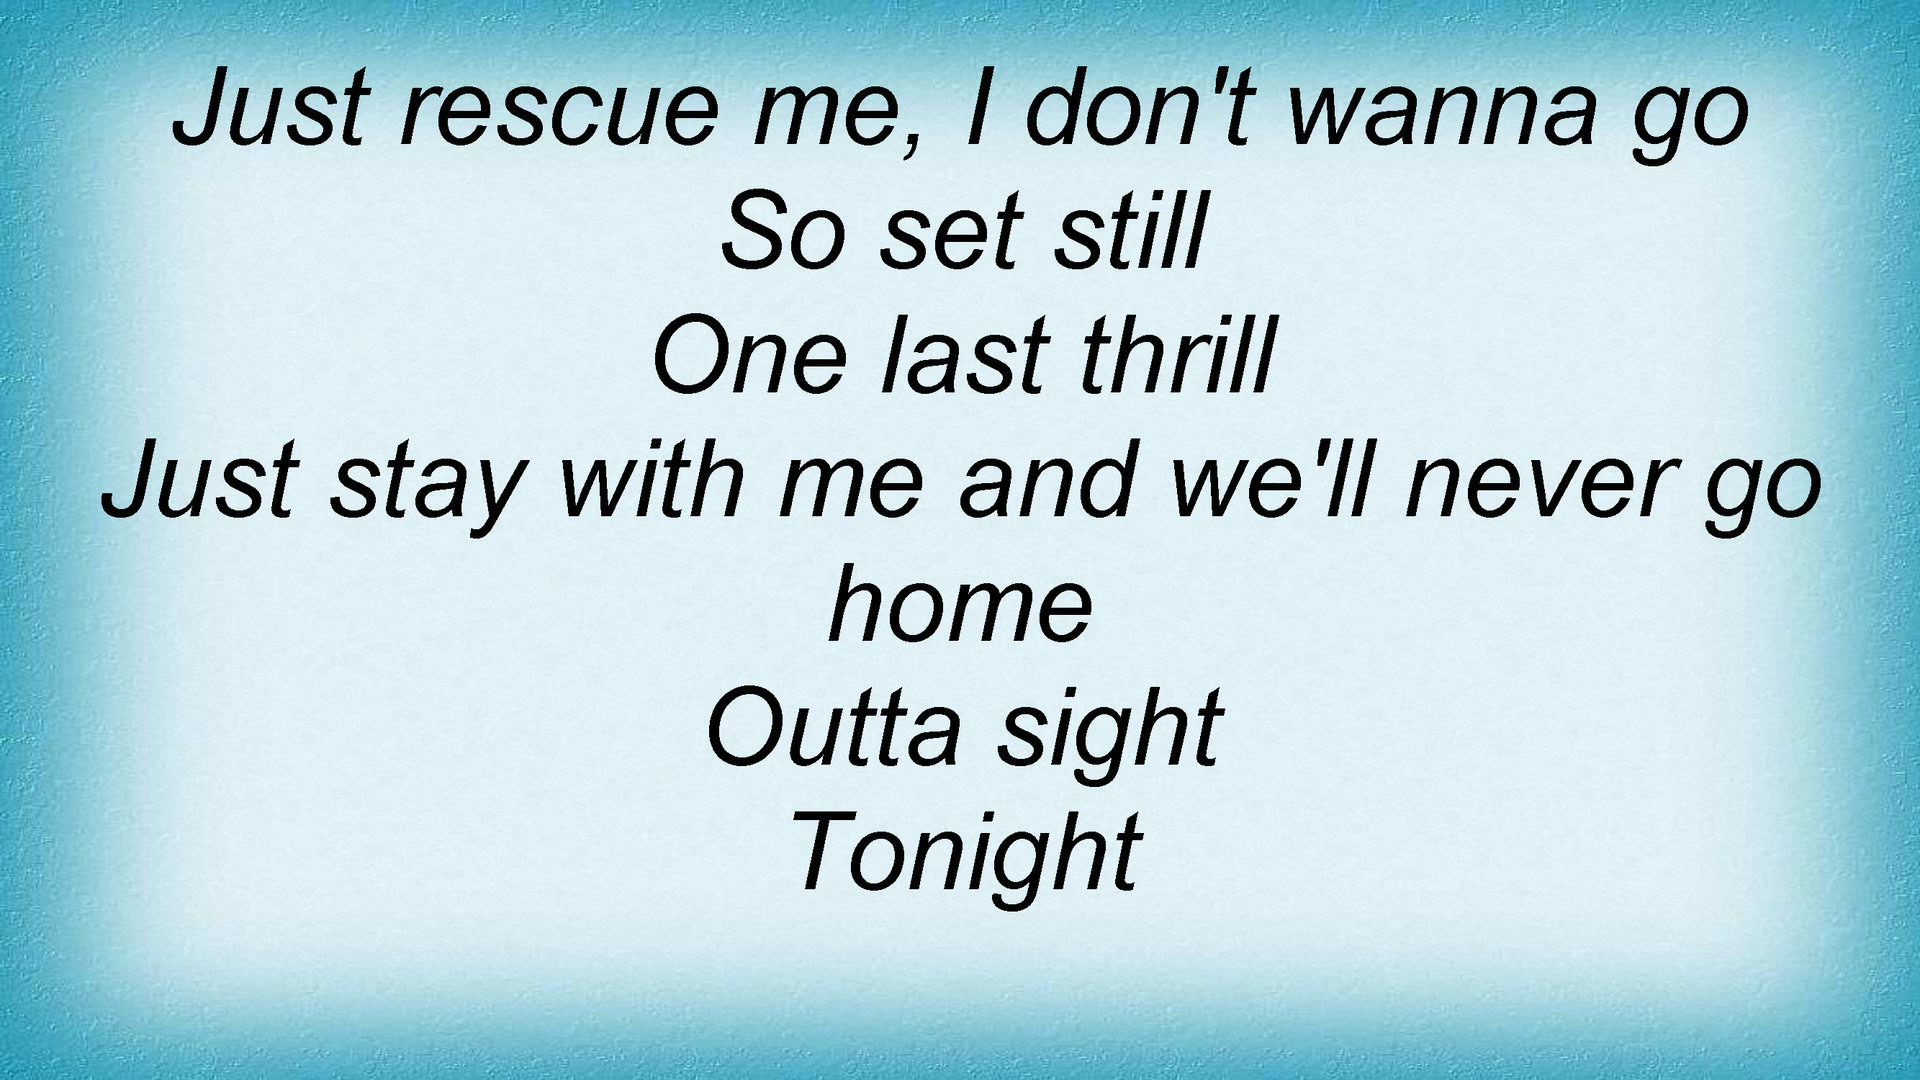 Just rescue me, I don't wanna go
So set still
One last thrill
Just stay with me and we'll never go
home
Outta sight
Tonight